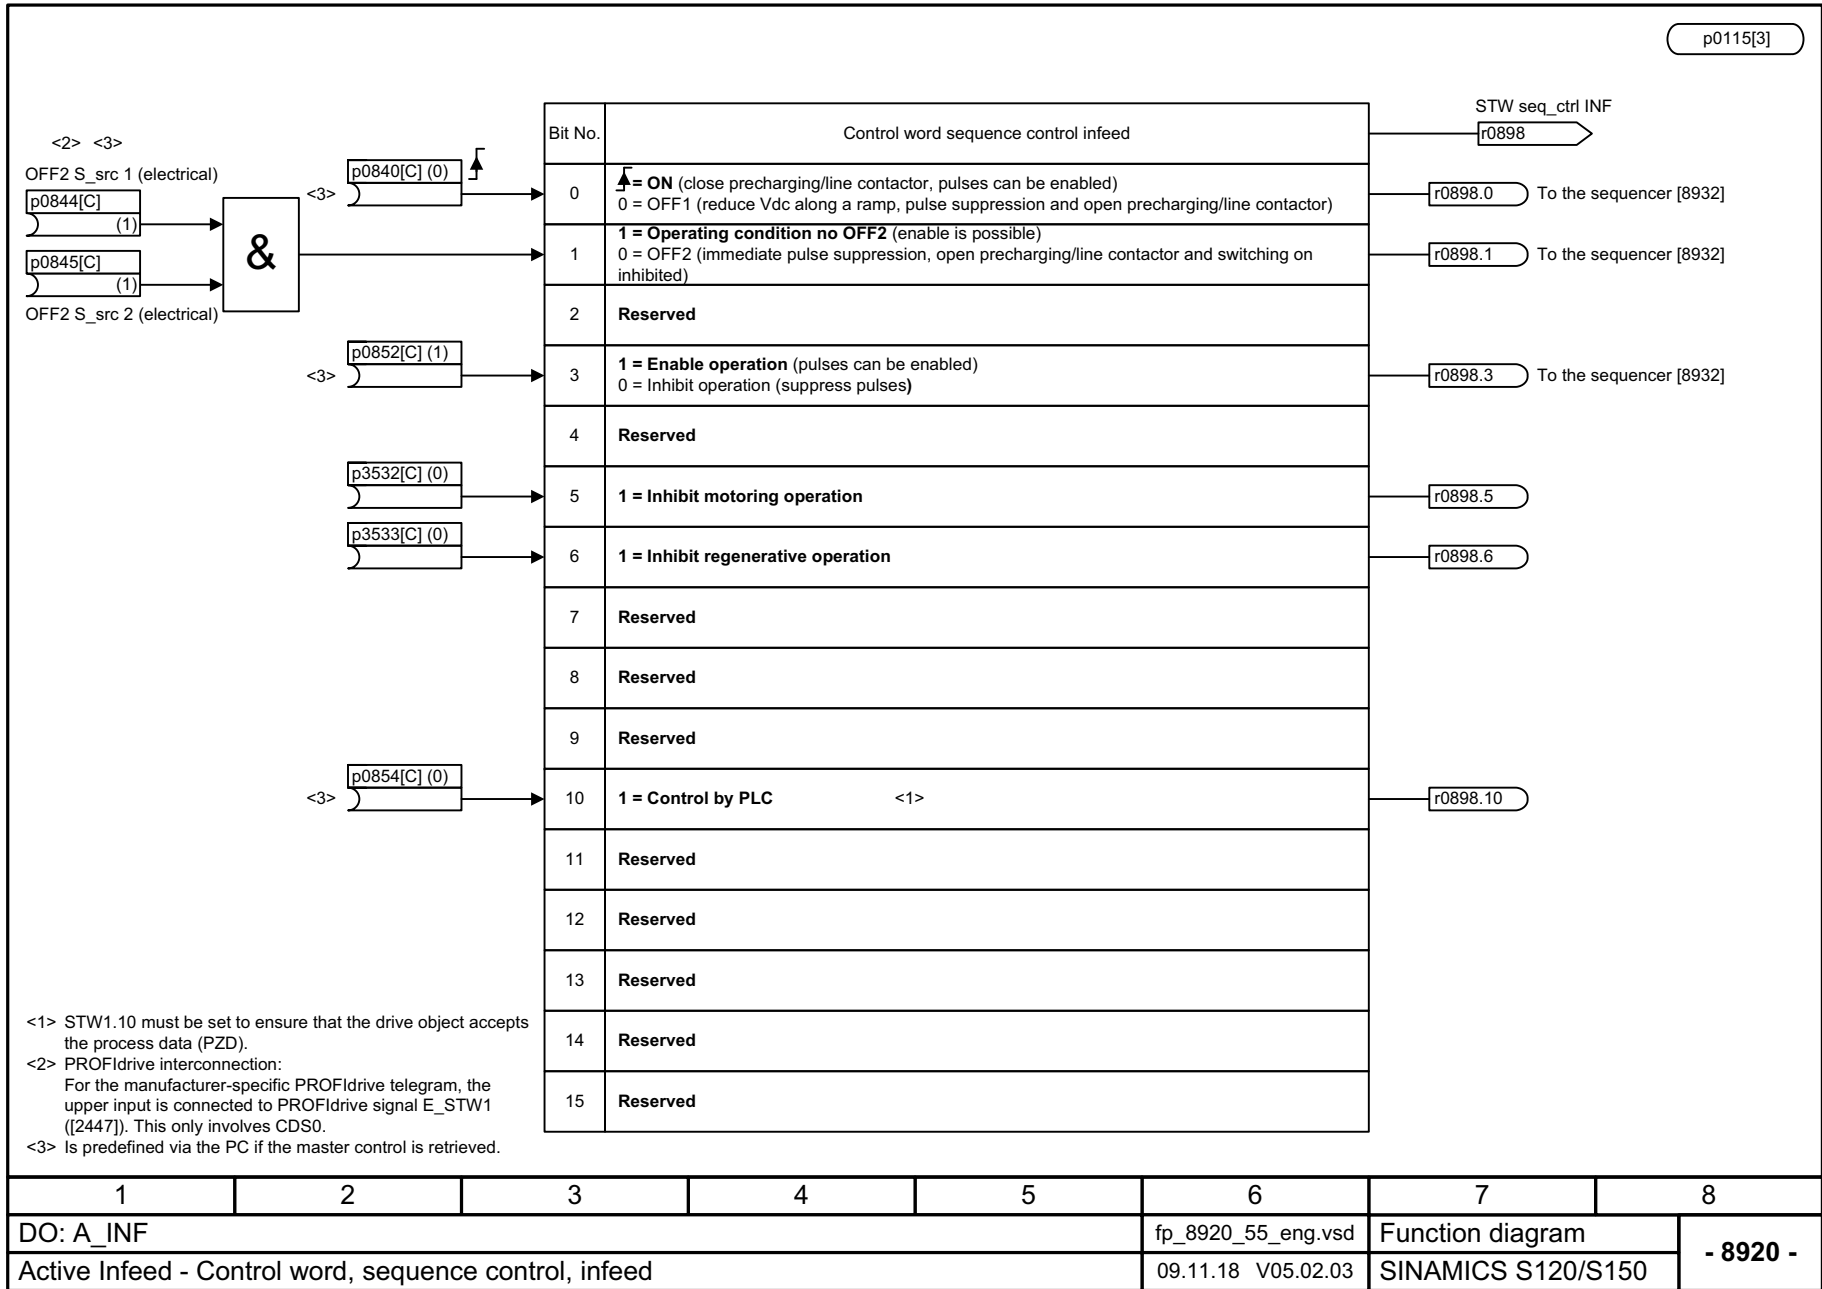 p0115[3]
STW seq_ctrl INF
r0898
Bit No.
Control word sequence control infeed
<2> <3>
OFF2 S_src 1 (electrical)
p0844[C]
(1)
p0845[C]
(1)
OFF2 S_src 2 (electrical)
&
<3>
p0840[C] (0)
0
= ON (close precharging/line contactor, pulses can be enabled)
0 = OFF1 (reduce Vdc along a ramp, pulse suppression and open precharging/line contactor)
r0898.0
To the sequencer [8932]
1
1 = Operating condition no OFF2 (enable is possible)
0 = OFF2 (immediate pulse suppression, open precharging/line contactor and switching on
inhibited)
r0898.1
To the sequencer [8932]
2
Reserved
<3>
p0852[C] (1)
3
1 = Enable operation (pulses can be enabled)
0 = Inhibit operation (suppress pulses)
r0898.3
To the sequencer [8932]
4
Reserved
p3532[C] (0)
5
1 = Inhibit motoring operation
r0898.5
p3533[C] (0)
6
1 = Inhibit regenerative operation
r0898.6
7
Reserved
8
Reserved
9
Reserved
<3>
p0854[C] (0)
10
1 = Control by PLC <1>
r0898.10
11
Reserved
12
Reserved
13
Reserved
14
Reserved
15
Reserved
<1> STW1.10 must be set to ensure that the drive object accepts
the process data (PZD).
<2> PROFIdrive interconnection:
For the manufacturer-specific PROFIdrive telegram, the
upper input is connected to PROFIdrive signal E_STW1
([2447]). This only involves CDS0.
<3> Is predefined via the PC if the master control is retrieved.
1 2 3 4 5 6 7 8
DO: A_INF
fp_8920_55_eng.vsd
Function diagram
- 8920 -
Active Infeed - Control word, sequence control, infeed
09.11.18 V05.02.03
SINAMICS S120/S150